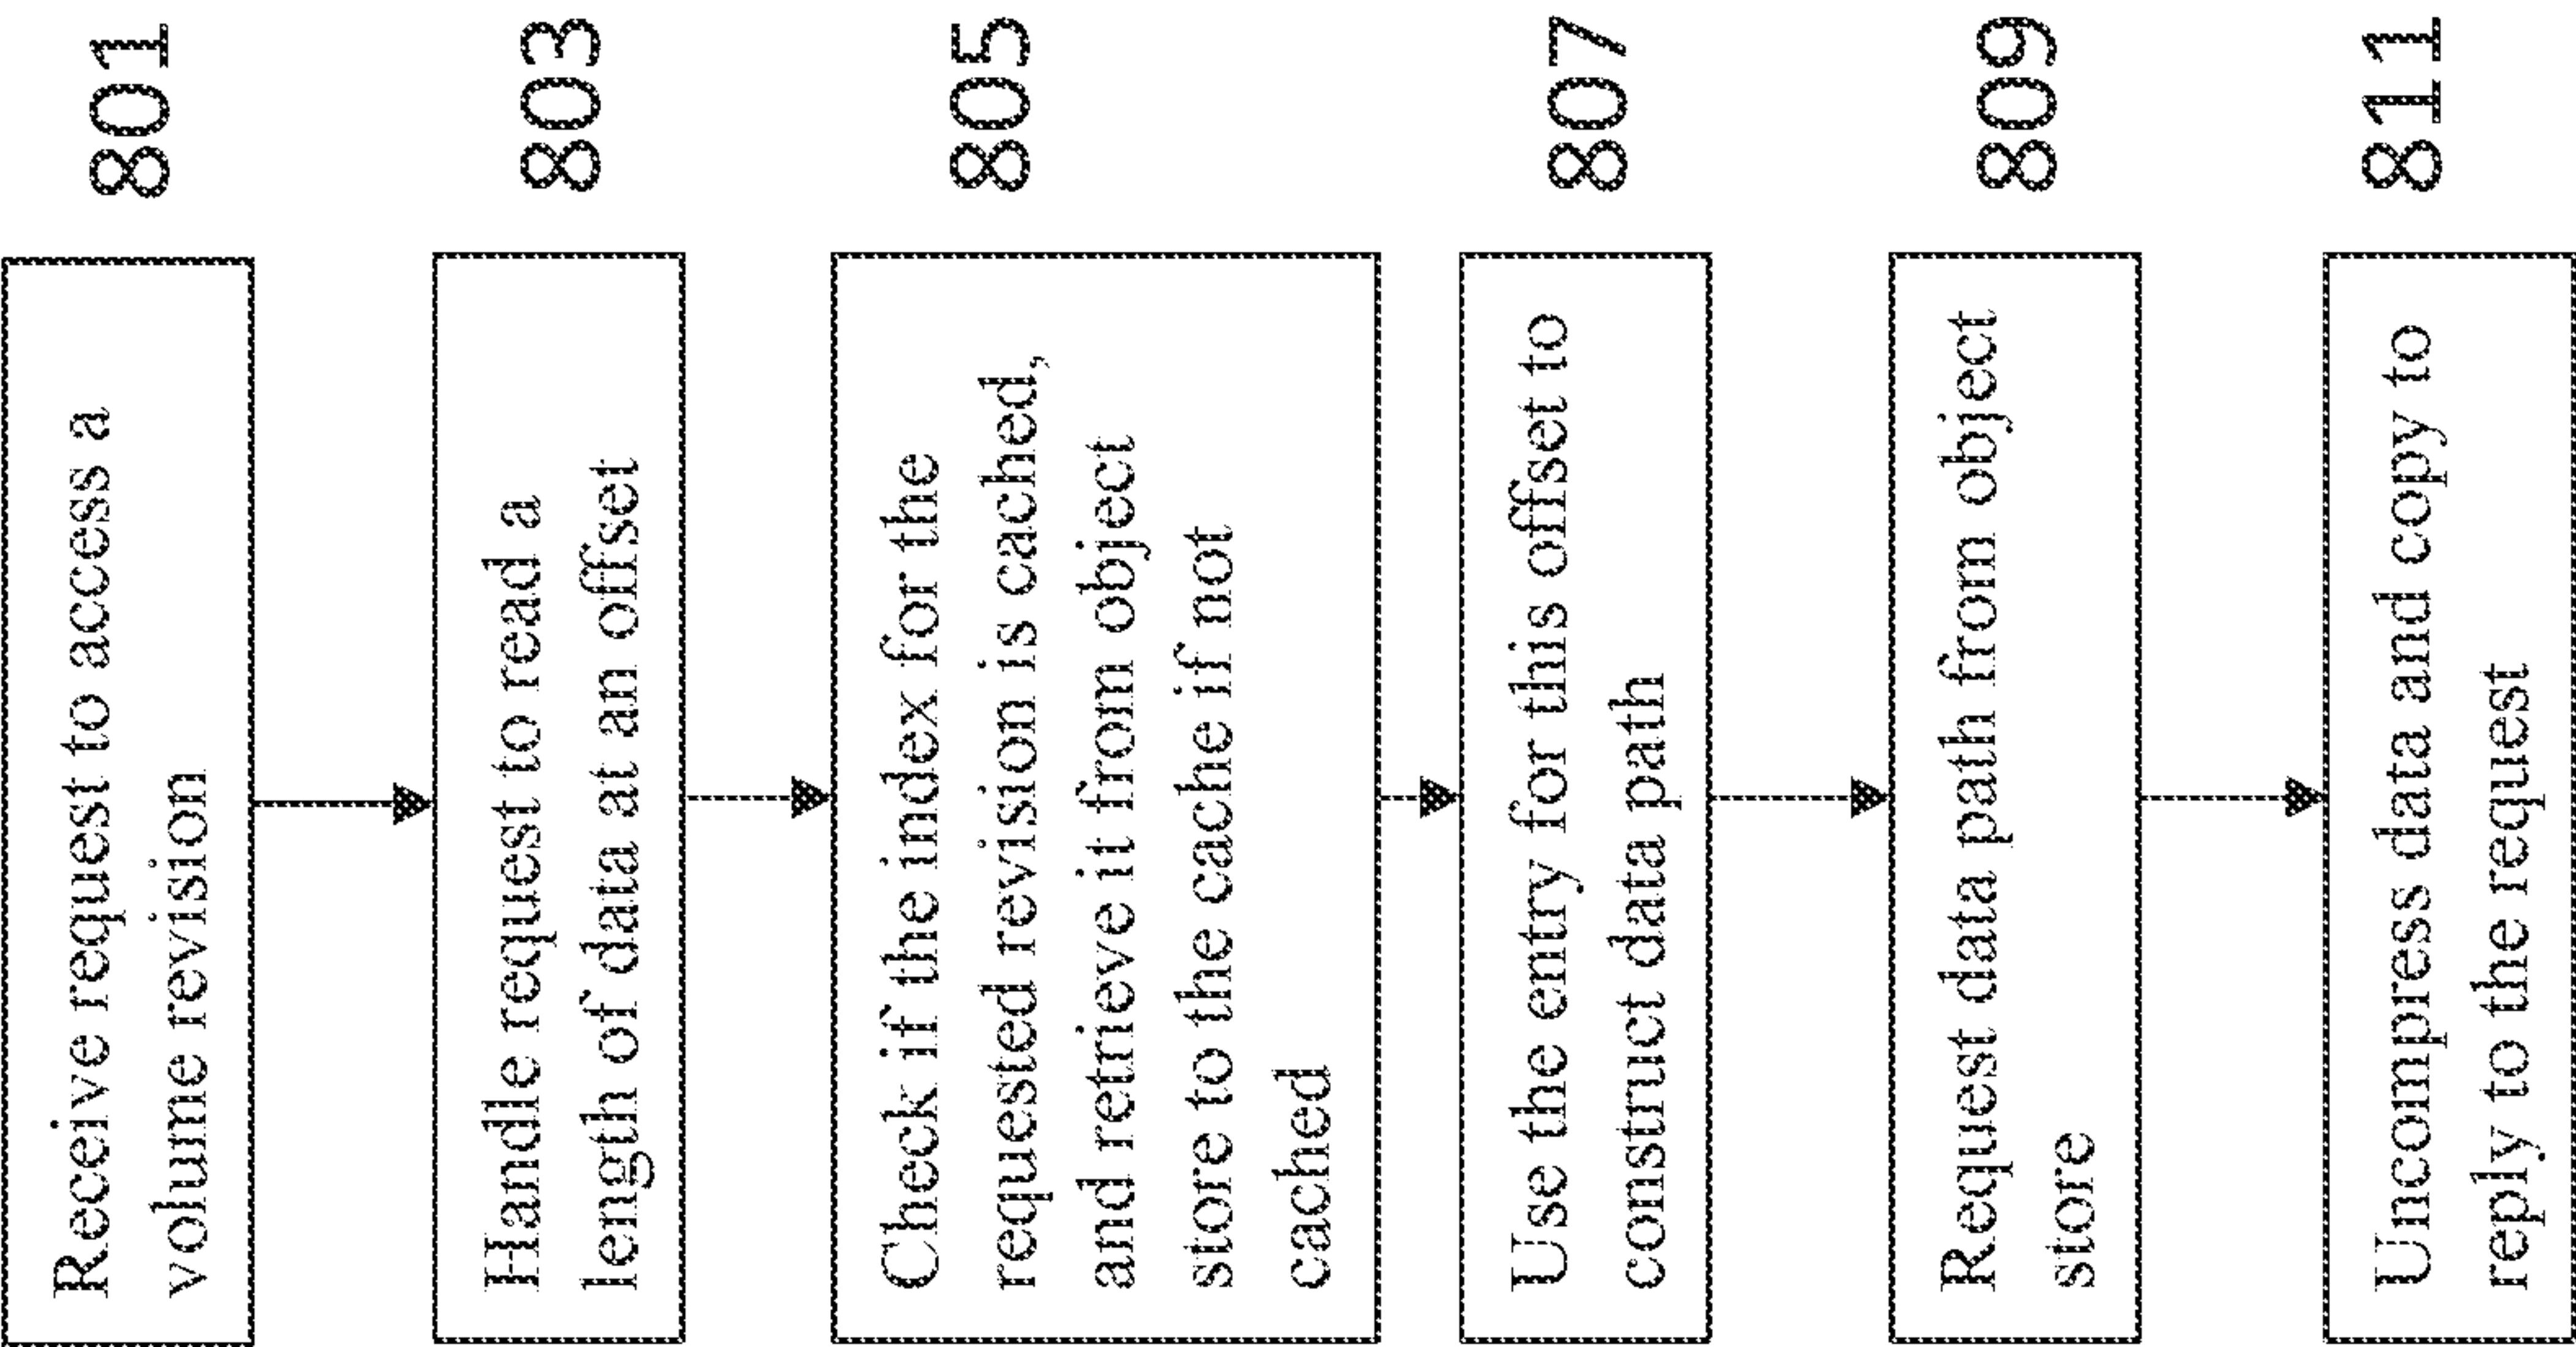 Receive request to access a
volume revision
801
Handle request to read a
length of data at an offset
803
Check if the index for the
requested revision is cached,
and retrieve it from object
store to the cache if not
cached
805
Use the entry for this offset to
construct data path
807
Request data path from object
store
809
Uncompress data and copy to
reply to the request
811